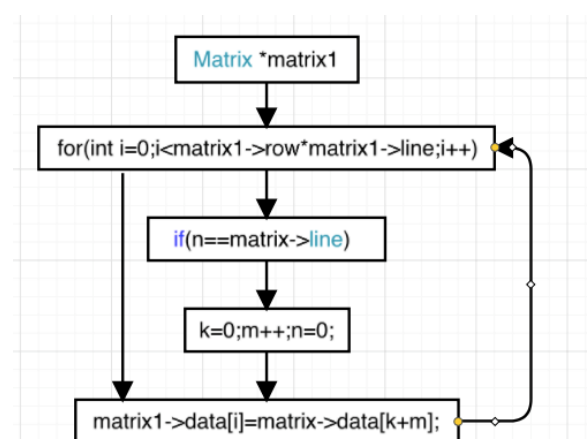 Matrix *matrix1
for(int i=0;i<matrix1->row*matrix1->line;i++)
if(n==matrix->line)
k=0;m++;n=0;
matrix1->data[i]=matrix->data[k+m];